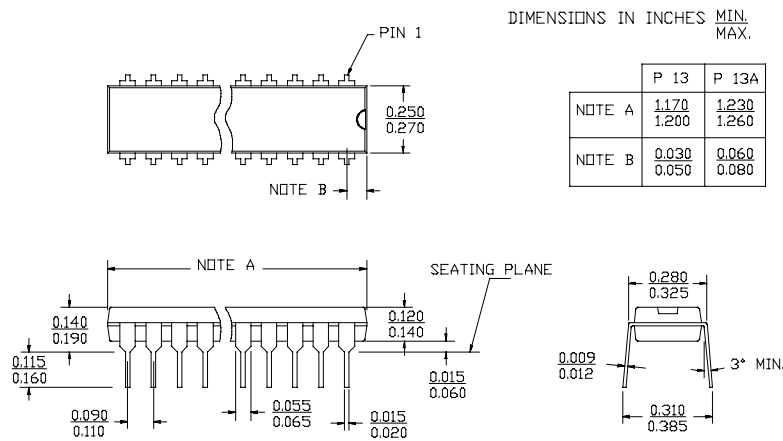 DIMENSIONS IN INCHES MIN.
MAX.
PIN 1
P 13 P 13A
NOTE A 1.170 1.230
1.200 1.260
NOTE B 0.030 0.060
0.050 0.080
0.250
0.270
NOTE B
NOTE A
SEATING PLANE
0.280
0.325
0.140
0.190
0.120
0.140
0.115
0.160
0.015
0.060
0.009
0.012
3° MIN.
0.090
0.110
0.055
0.065
0.015
0.020
0.310
0.385